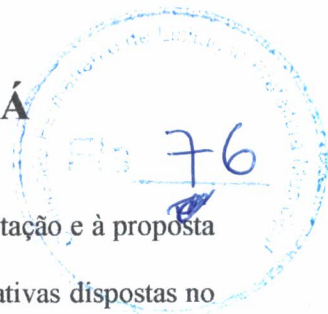 Á
Fls 76
tação e à proposta
ativas dispostas no